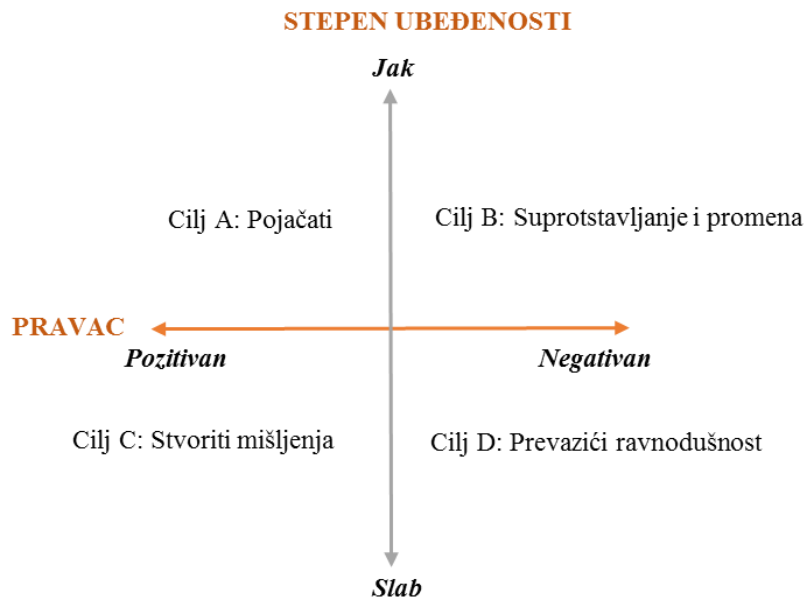 STEPEN UBEĐENOSTI
Jak
Cilj A: Pojačati
Cilj B: Suprotstavljanje i promena
PRAVAC
Pozitivan
Negativan
Cilj C: Stvoriti mišljenja
Cilj D: Prevazići ravnodušnost
Slab